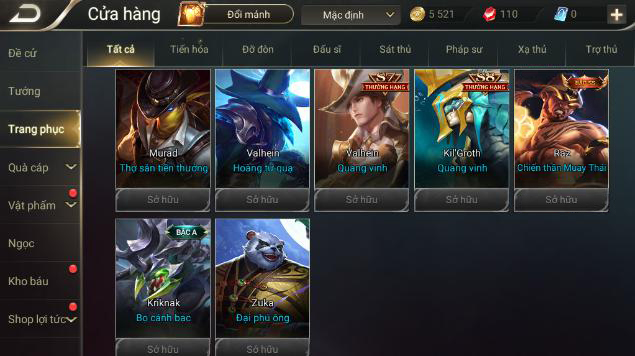 Cửa hàng
Đổi mảnh
Mặc định
5 521
110
0
Đề cứ
Tướng
Trang phục
Quà cáp
Vật phẩm
Ngọc
Kho báu
Shop lợi tức
Tất cả
Tiến hóa
Đỡ đòn
Đấu sĩ
Sát thủ
Pháp sư
Xạ thủ
Trợ thủ
Murad
Thợ săn tiền thưởng
Sở hữu
Valhein
Hoàng tử quạ
Sở hữu
S7
THƯỞNG HẠNG
Valhein
Quang vinh
Sở hữu
S8
THƯỞNG HẠNG
Kil'Groth
Quang vinh
Sở hữu
Raz
Chiến thần Muay Thái
Sở hữu
BẬC A
Kriknak
Bọ cánh bạc
Sở hữu
Zuka
Đại phú ông
Sở hữu